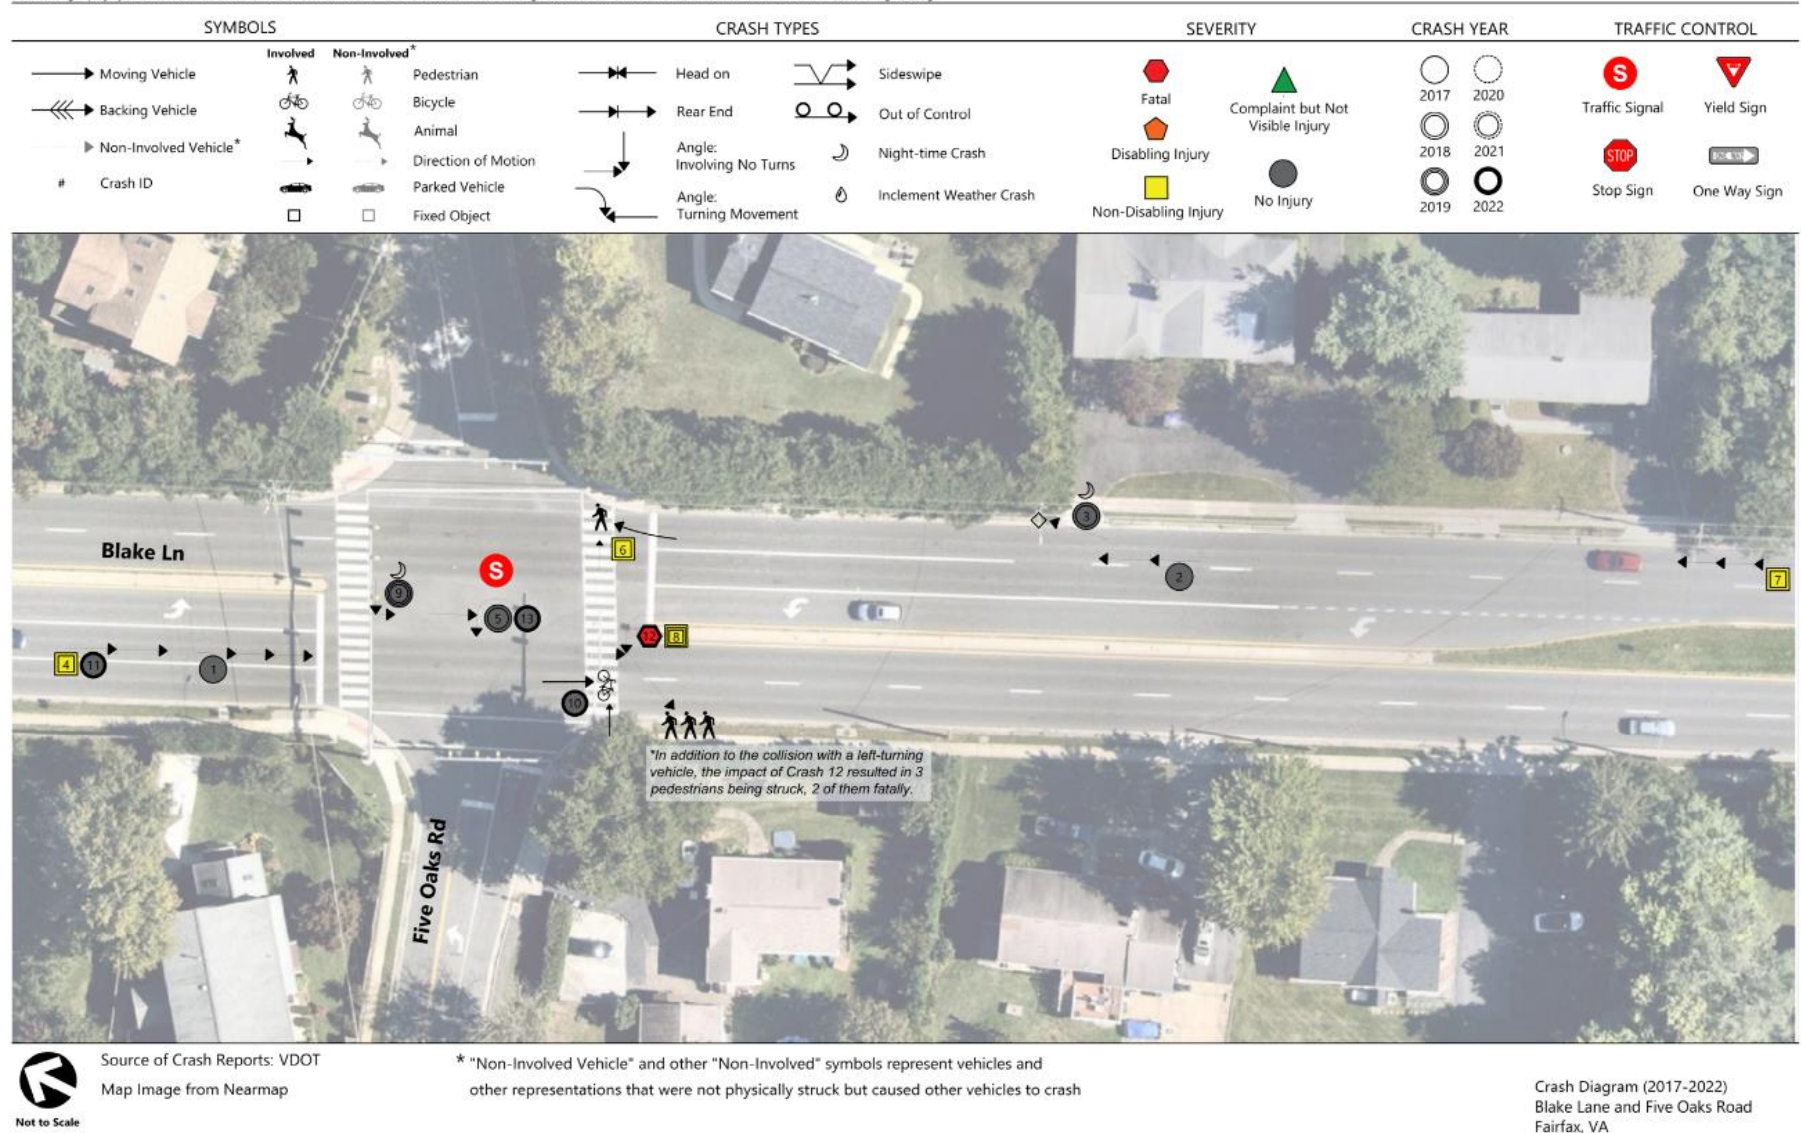 SYMBOLS
CRASH TYPES
SEVERITY
CRASH YEAR
TRAFFIC CONTROL
Involved
Non-Involved*
Moving Vehicle
Backing Vehicle
Non-Involved Vehicle*
# Crash ID
Pedestrian
Bicycle
Animal
Direction of Motion
Parked Vehicle
Fixed Object
Head on
Rear End
Angle:
Involving No Turns
Angle:
Turning Movement
Sideswipe
Out of Control
Night-time Crash
Inclement Weather Crash
Fatal
Disabling Injury
Non-Disabling Injury
Complaint but Not
Visible Injury
No Injury
2017 2020
2018 2021
2019 2022
S
Traffic Signal
Yield Sign
STOP
Stop Sign
ONE WAY
One Way Sign
Blake Ln
S
3
6
2
7
9
5
13
12
8
4
11
1
10
*In addition to the collision with a left-turning
vehicle, the impact of Crash 12 resulted in 3
pedestrians being struck, 2 of them fatally.
Five Oaks Rd
Not to Scale
Source of Crash Reports: VDOT
Map Image from Nearmap
* "Non-Involved Vehicle" and other "Non-Involved" symbols represent vehicles and
other representations that were not physically struck but caused other vehicles to crash
Crash Diagram (2017-2022)
Blake Lane and Five Oaks Road
Fairfax, VA